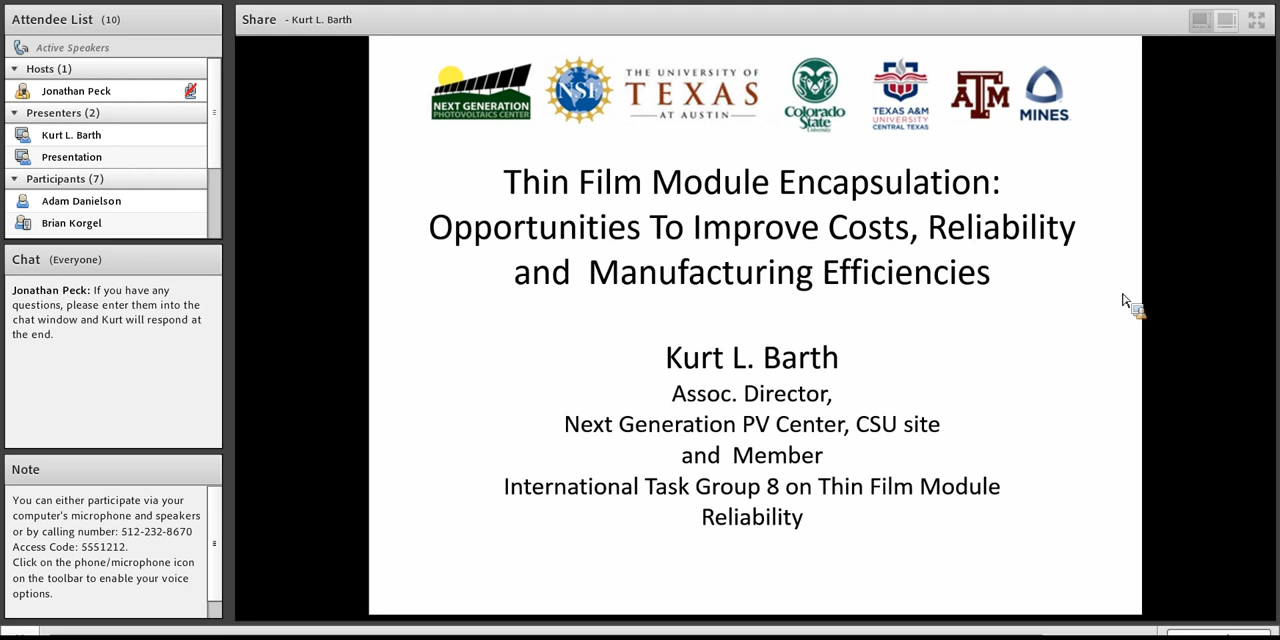 Attendee List (10)
Active Speakers
Hosts (1)
Jonathan Peck
Presenters (2)
Kurt L. Barth
Presentation
Participants (7)
Adam Danielson
Brian Korgel
Chat (Everyone)
Jonathan Peck: If you have any
questions, please enter them into the
chat window and Kurt will respond at
the end.
Note
You can either participate via your
computer's microphone and speakers
or by calling number: 512-232-8670
Access Code: 5551212.
Click on the phone/microphone icon
on the toolbar to enable your voice
options.
Share - Kurt L. Barth
NEXT GENERATION
PHOTOVOLTAICS CENTER
NSF
THE UNIVERSITY OF
TEXAS
AT AUSTIN
Colorado
State
University
TEXAS A&M
UNIVERSITY
CENTRAL TEXAS
ATM
MINES
Thin Film Module Encapsulation:
Opportunities To Improve Costs, Reliability
and Manufacturing Efficiencies
Kurt L. Barth
Assoc. Director,
Next Generation PV Center, CSU site
and Member
International Task Group 8 on Thin Film Module
Reliability